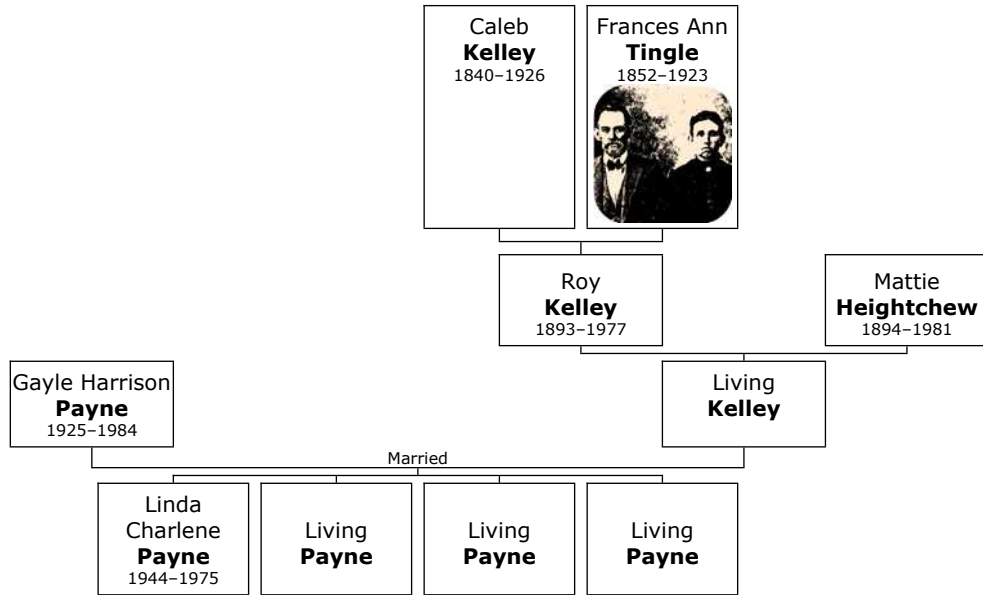 Caleb
Kelley
1840–1926
Frances Ann
Tingle
1852–1923
Roy
Kelley
1893–1977
Mattie
Heightchew
1894–1981
Gayle Harrison
Payne
1925–1984
Living
Kelley
Married
Linda
Charlene
Payne
1944–1975
Living
Payne
Living
Payne
Living
Payne